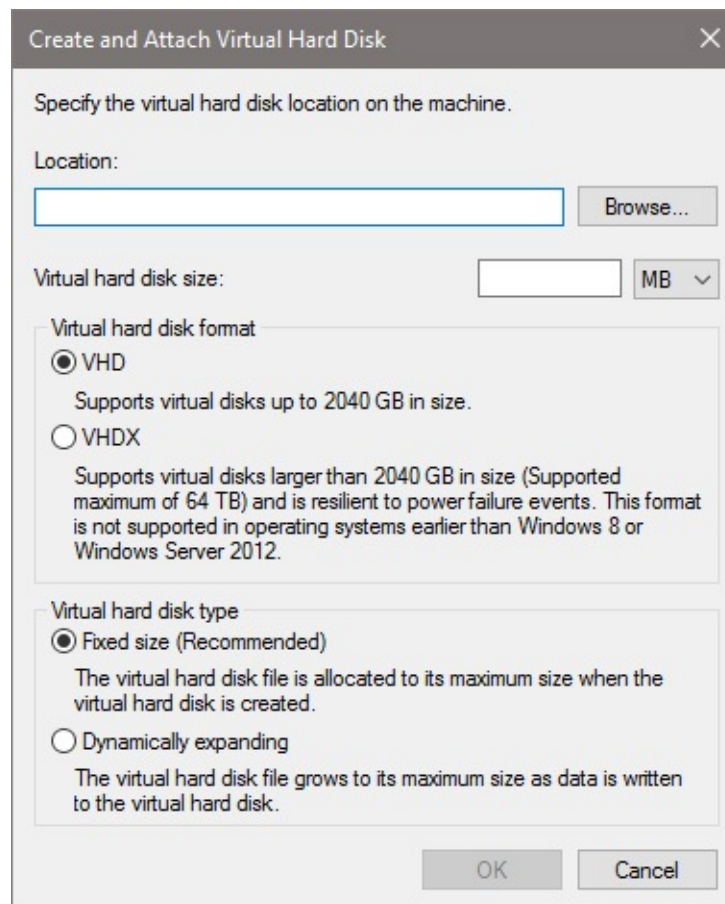 Create and Attach Virtual Hard Disk
Specify the virtual hard disk location on the machine.
Location:
Browse...
Virtual hard disk size:
MB
Virtual hard disk format
VHD
Supports virtual disks up to 2040 GB in size.
VHDX
Supports virtual disks larger than 2040 GB in size (Supported
maximum of 64 TB) and is resilient to power failure events. This format
is not supported in operating systems earlier than Windows 8 or
Windows Server 2012.
Virtual hard disk type
Fixed size (Recommended)
The virtual hard disk file is allocated to its maximum size when the
virtual hard disk is created.
Dynamically expanding
The virtual hard disk file grows to its maximum size as data is written
to the virtual hard disk.
OK
Cancel